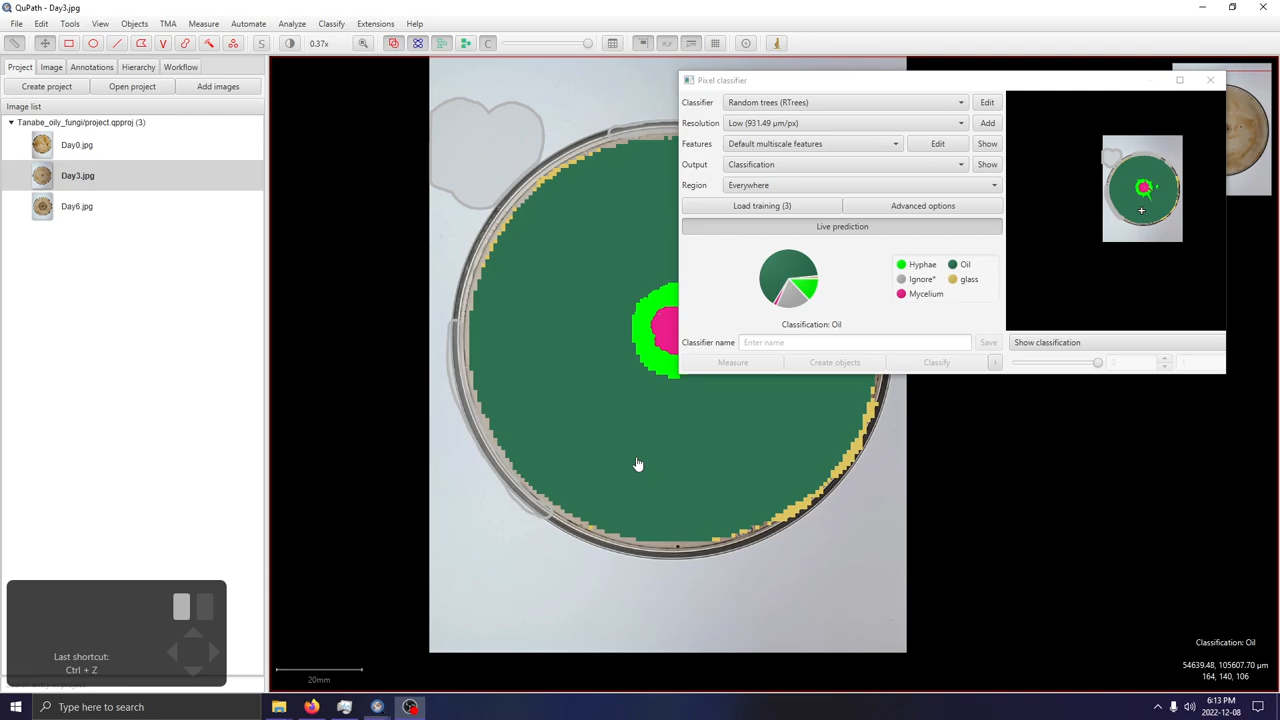 QuPath - Day3.jpg
File Edit Tools View Objects TMA Measure Automate Analyze Classify Extensions Help
0.37x
Project Image Annotations Hierarchy Workflow
Create project Open project Add images
Image list
Tanabe_oily_fungi/project.qpproj (3)
Day0.jpg
Day3.jpg
Day6.jpg
Pixel classifier
Classifier Random trees (RTrees) Edit
Resolution Low (931.49 µm/px) Add
Features Default multiscale features Edit Show
Output Classification Show
Region Everywhere
Load training (3) Advanced options
Live prediction
Hyphae Oil
Ignore* glass
Mycelium
Classification: Oil
Classifier name Enter name Save
Show classification
Measure Create objects Classify
0 1
Last shortcut:
Ctrl + Z
20mm
Classification: Oil
54639.48, 105607.70 µm
164, 140, 106
Type here to search
6:13 PM
2022-12-08